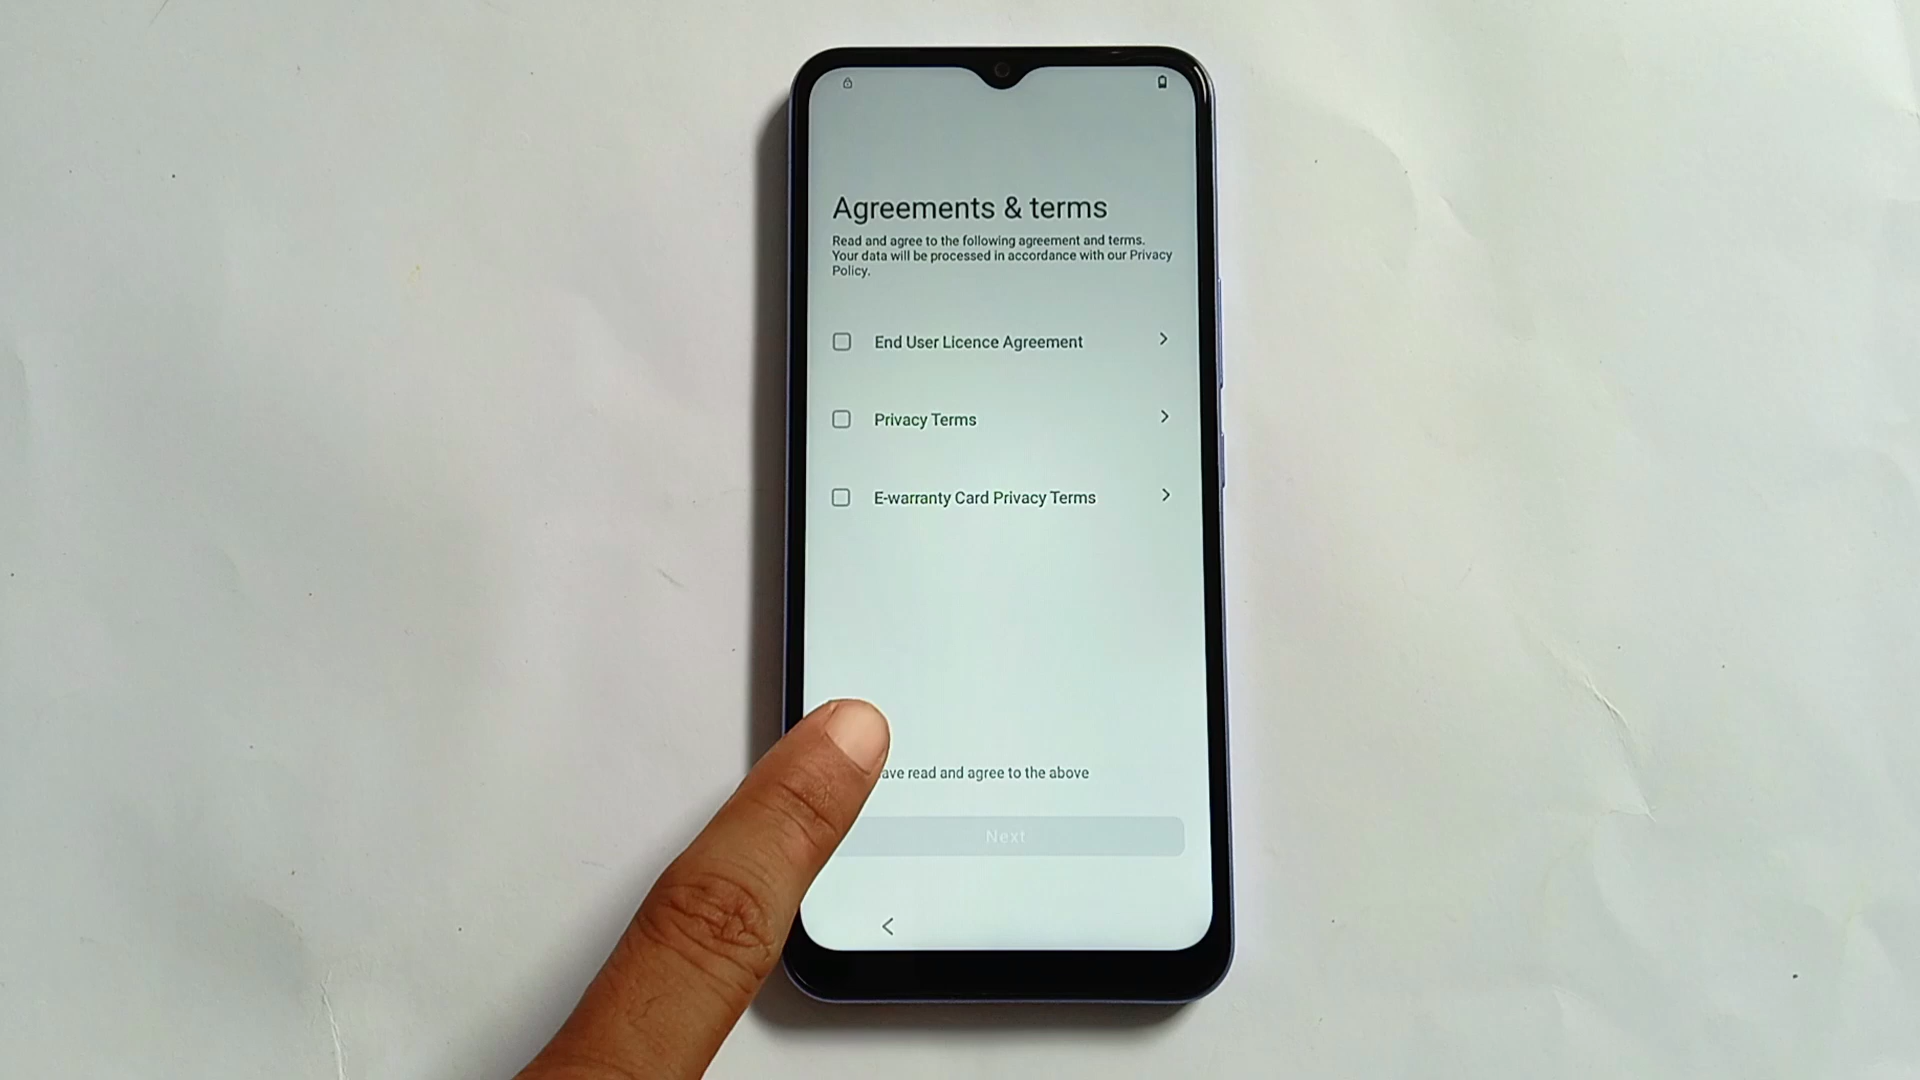 Agreements & terms
Read and agree to the following agreement and terms.
Your data will be processed in accordance with our Privacy
Policy.
End User Licence Agreement
Privacy Terms
E-warranty Card Privacy Terms
read and agree to the above
Next